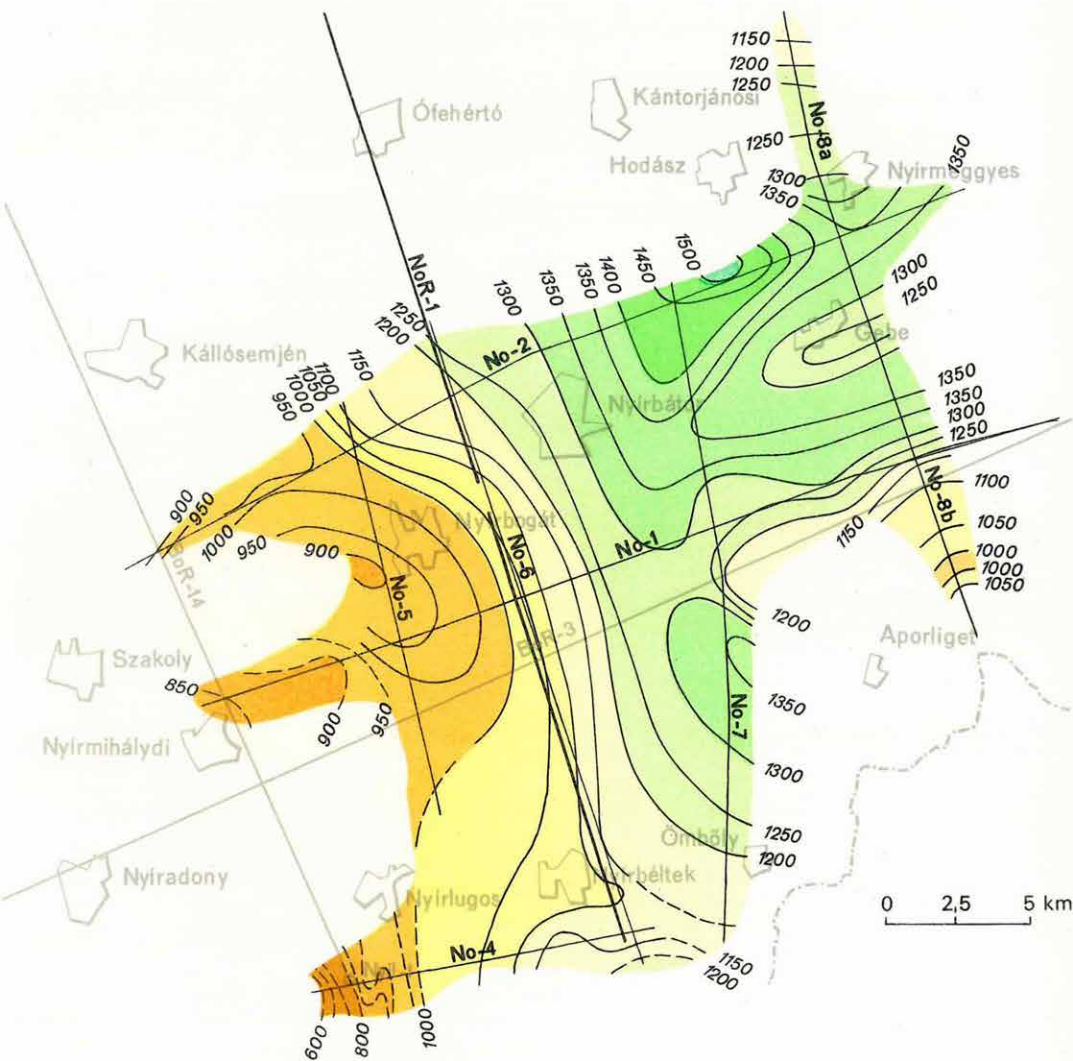 1150
1200
1250
1250
1300
1350
1350
No-8a
Ófehértó
Kántorjánosi
Hodász
Nyírmeggyes
NoR-1
1250
1200
1300
1350
1350
1400
1450
1500
1300
1250
No-2
Gebe
Kállósemjén
1150
1100
1050
1000
950
Nyírbátor
1350
1350
1300
1250
900
950
1000
950
900
Nyírbogát
No-6
No-1
1150
No-8b
1100
1050
1000
1000
1050
BoR-14
No-5
BoR-3
1200
Aporliget
Szakoly
850
900
950
1350
No-7
Nyírmihálydi
1300
1250
1200
Ömböly
Nyíradony
Nyírlugos
Nyírbéltek
0 2,5 5 km
No-4
1150
1200
600
800
1000